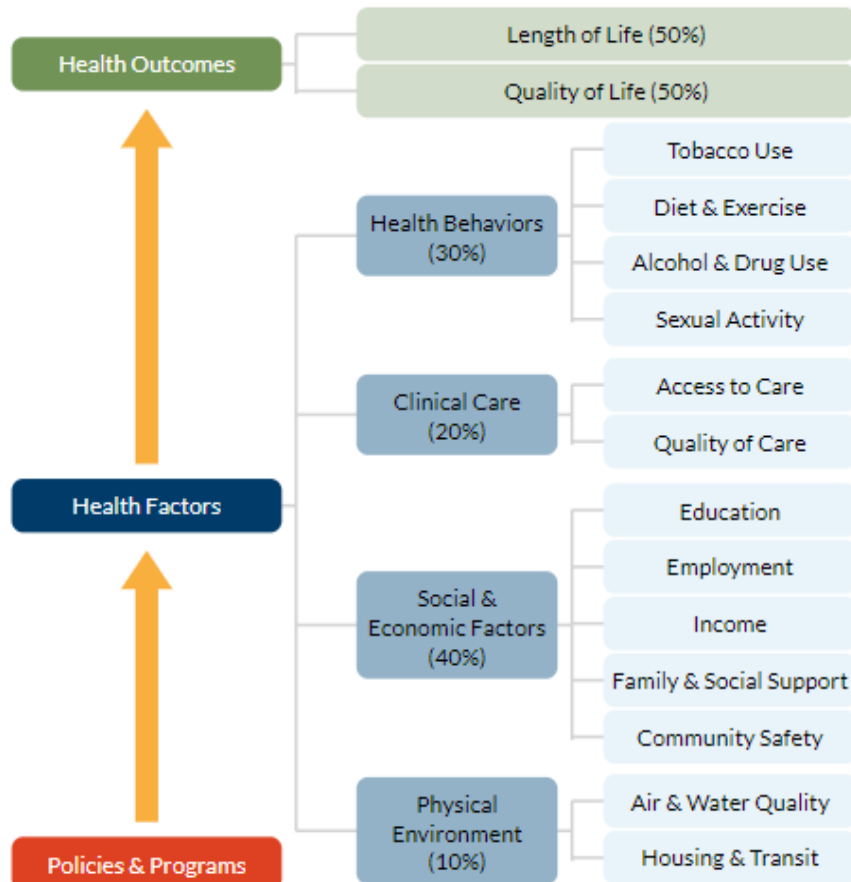 Health Outcomes
Length of Life (50%)
Quality of Life (50%)
Health Factors
Health Behaviors
(30%)
Tobacco Use
Diet & Exercise
Alcohol & Drug Use
Sexual Activity
Clinical Care
(20%)
Access to Care
Quality of Care
Social &
Economic Factors
(40%)
Education
Employment
Income
Family & Social Support
Community Safety
Physical
Environment
(10%)
Air & Water Quality
Housing & Transit
Policies & Programs